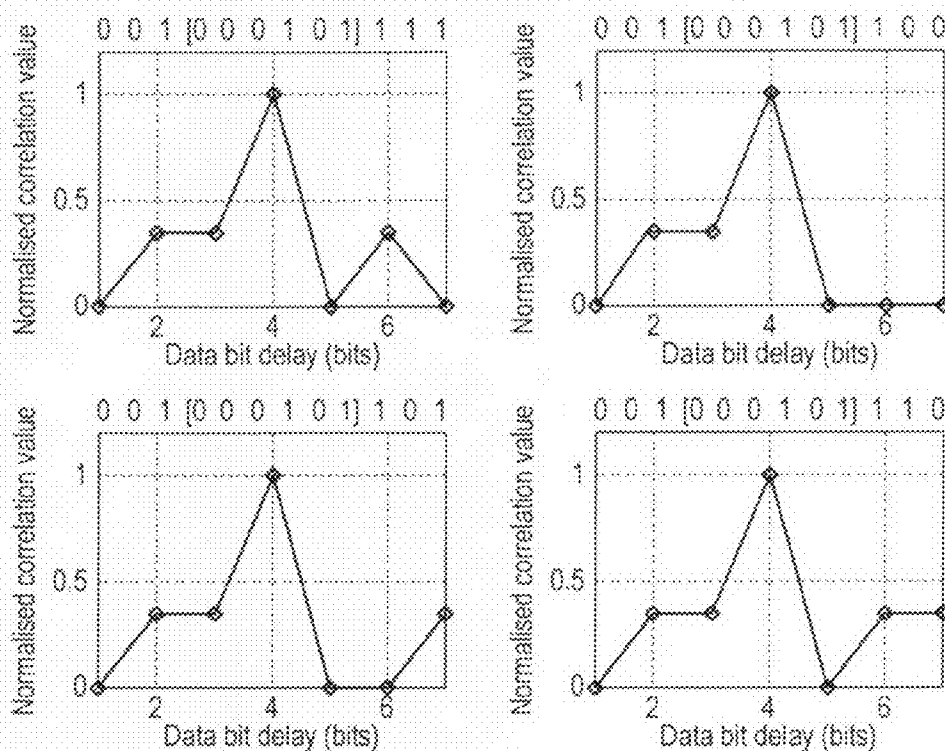 0 0 1 [0 0 0 1 0 1] 1 1 1
Normalised correlation value
1
0.5
0
2 4 6
Data bit delay (bits)
0 0 1 [0 0 0 1 0 1] 1 0 0
Normalised correlation value
1
0.5
0
2 4 6
Data bit delay (bits)
0 0 1 [0 0 0 1 0 1] 1 0 1
Normalised correlation value
1
0.5
0
2 4 6
Data bit delay (bits)
0 0 1 [0 0 0 1 0 1] 1 1 0
Normalised correlation value
1
0.5
0
2 4 6
Data bit delay (bits)